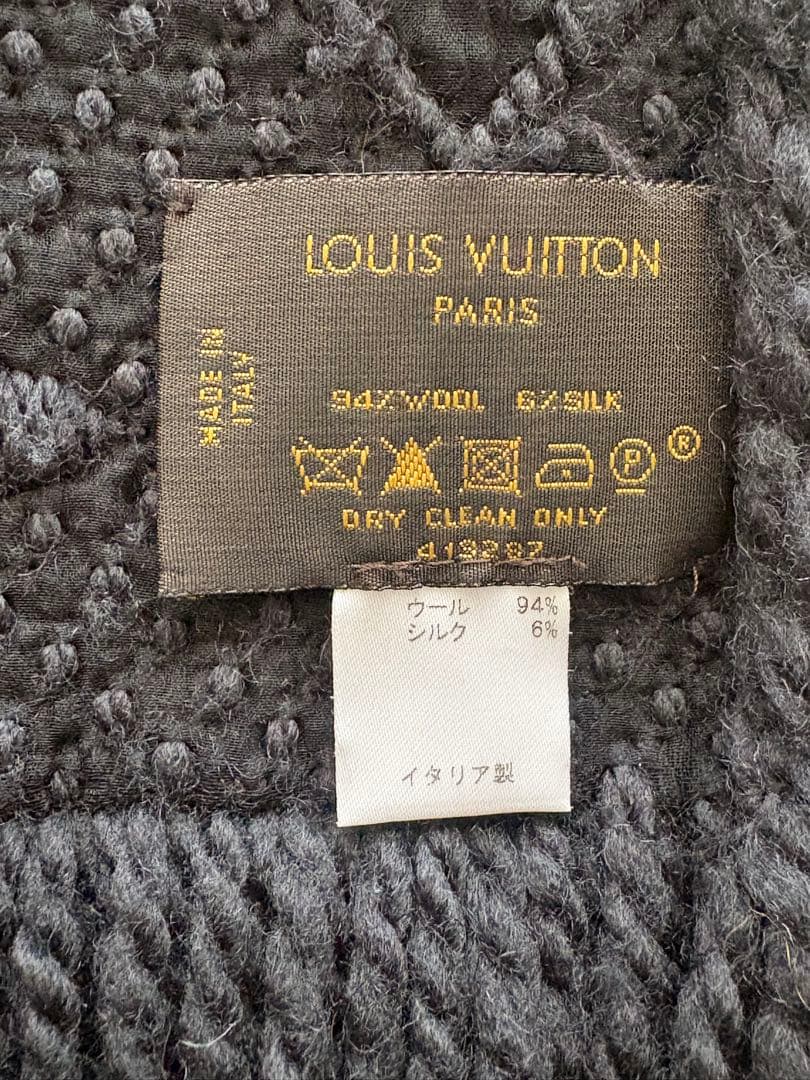 LOUIS VUITTON
PARIS
MADE IN
ITALY
94% WOOL 6% SILK
P
®
DRY CLEAN ONLY
ウール 94%
シルク 6%
イタリア製